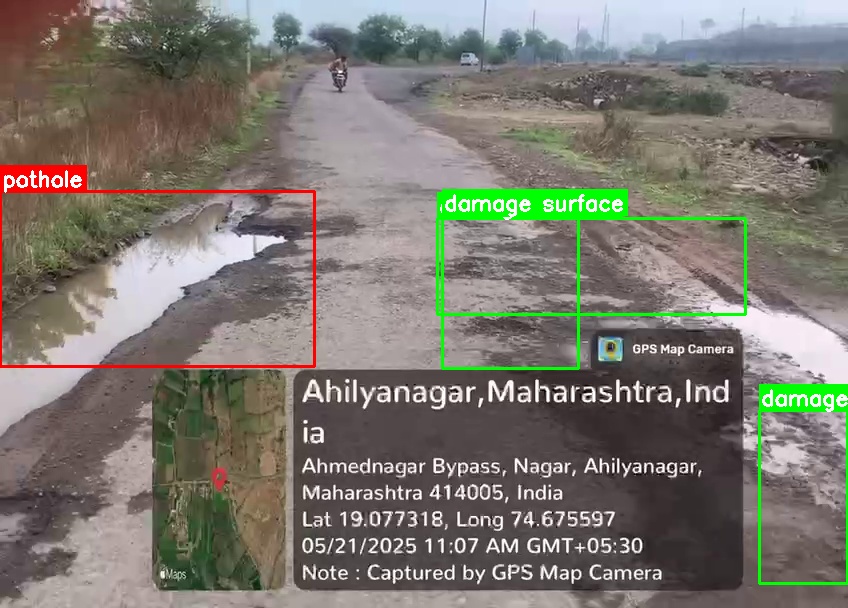 pothole
damage surface
GPS Map Camera
damage
Ahilyanagar,Maharashtra,Ind
ia
Ahmednagar Bypass, Nagar, Ahilyanagar,
Maharashtra 414005, India
Lat 19.077318, Long 74.675597
05/21/2025 11:07 AM GMT+05:30
Note : Captured by GPS Map Camera
Maps